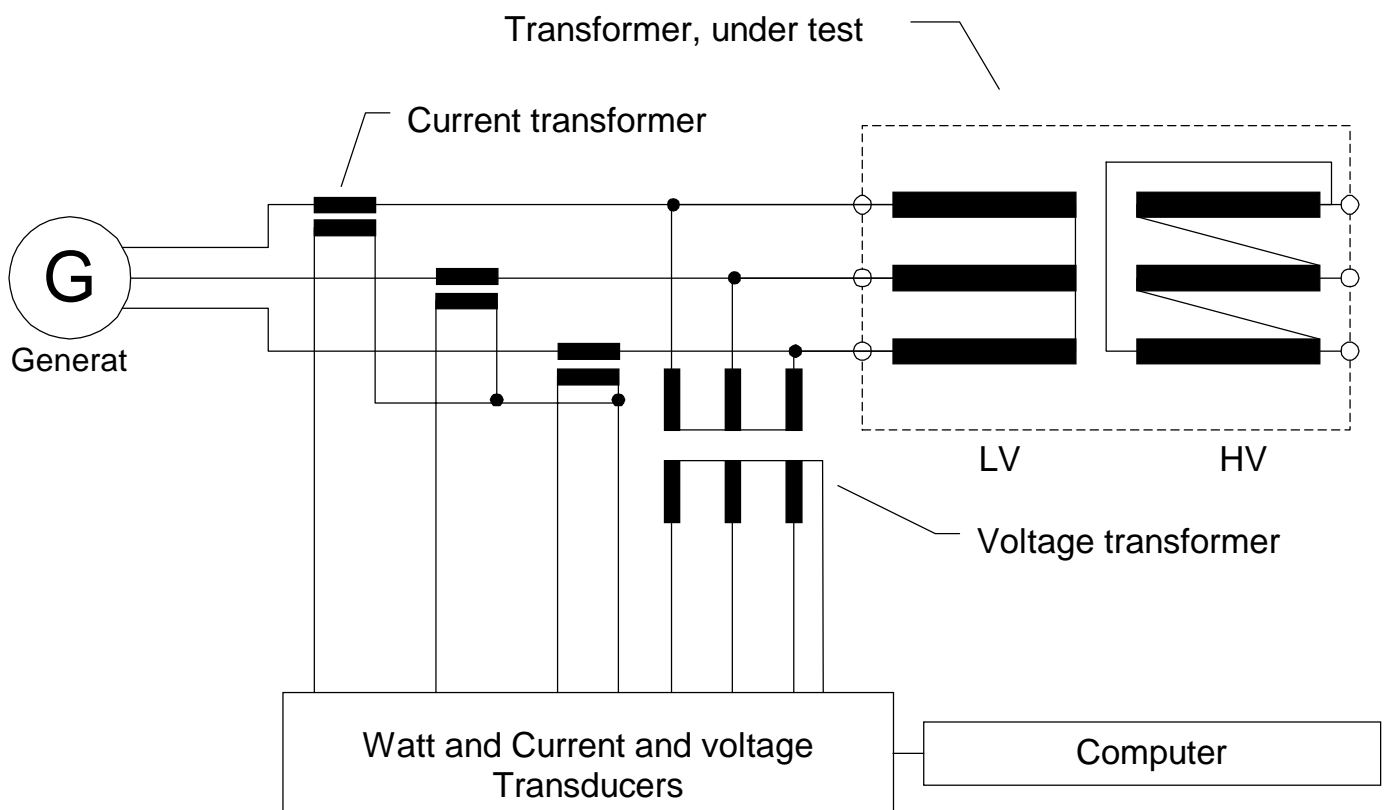 Transformer, under test
Current transformer
G
Generat
LV
HV
Voltage transformer
Watt and Current and voltage
Transducers
Computer